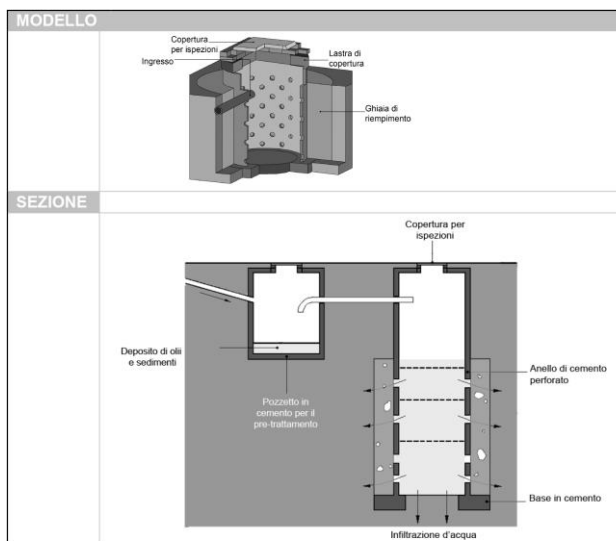 MODELLO
Copertura
per ispezioni
Ingresso
Lastra di
copertura
Ghiaia di
riempimento
SEZIONE
Copertura per
ispezioni
Deposito di olii
e sedimenti
Anello di cemento
perforato
Pozzetto in
cemento per il
pre-trattamento
Base in cemento
Infiltrazione d'acqua